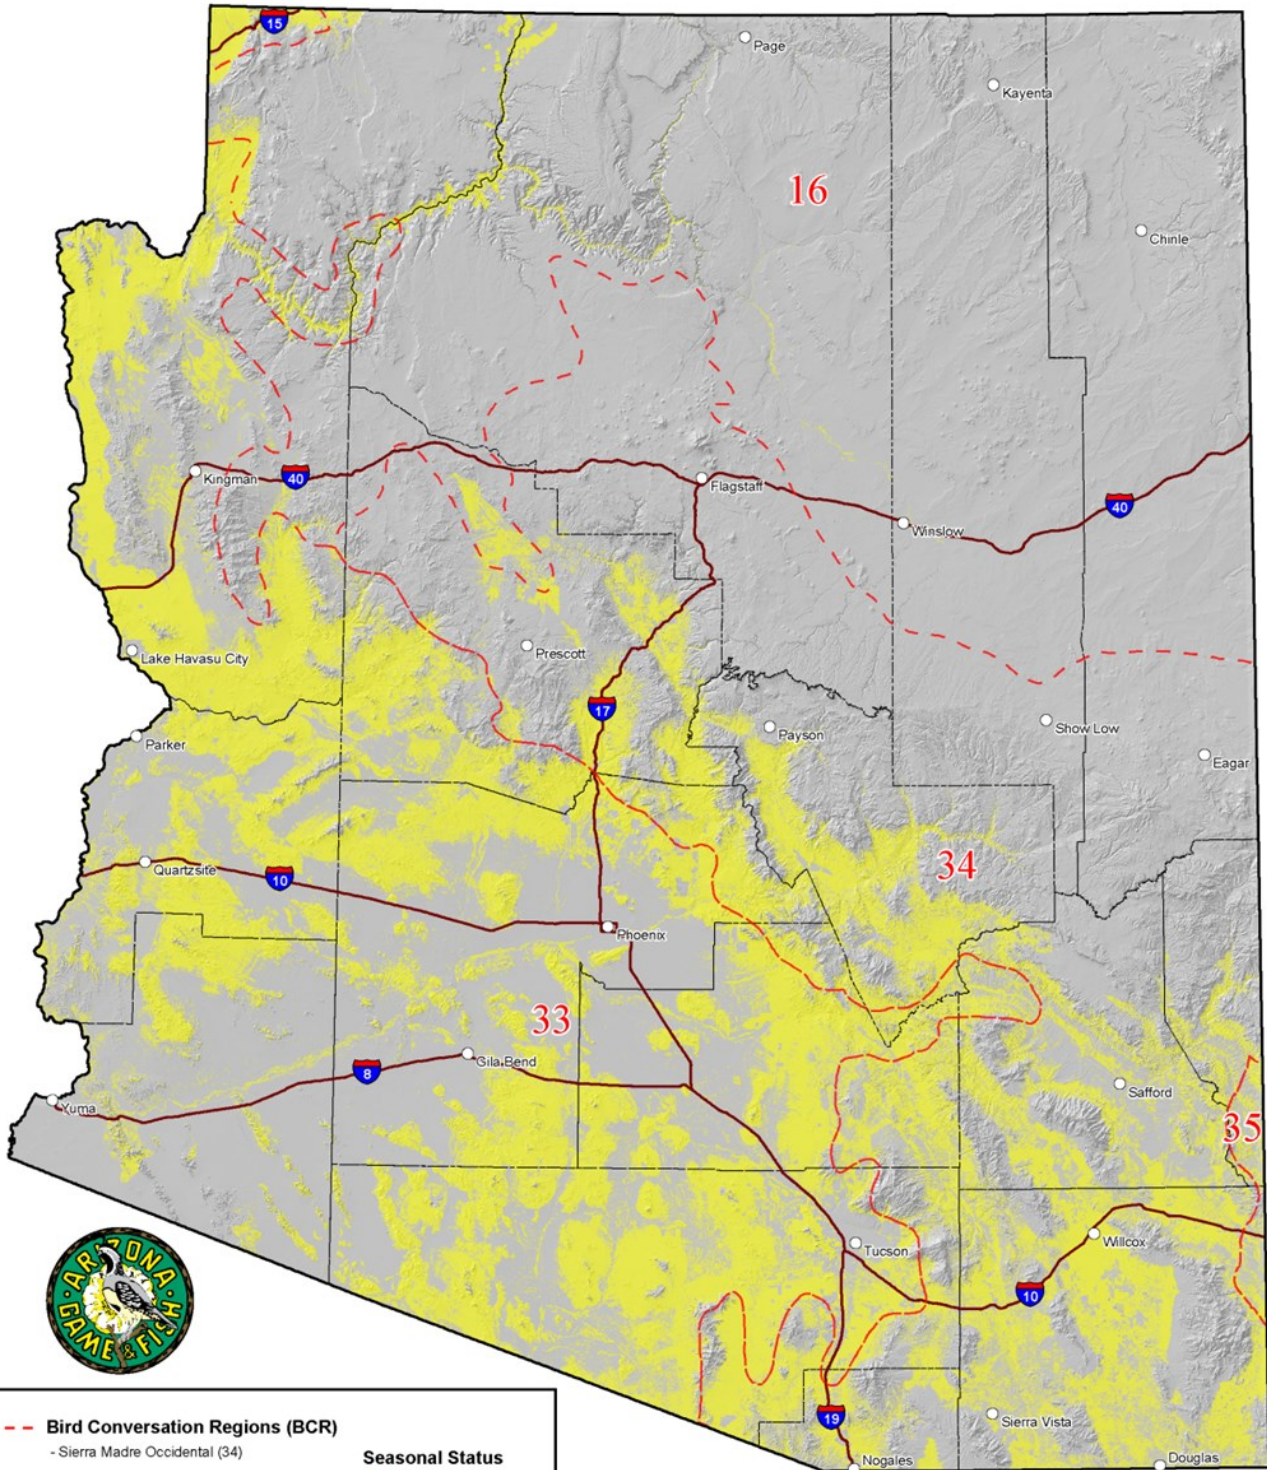 15
Page
Kayenta
16
Chinle
Kingman
40
Flagstaff
40
Winslow
Lake Havasu City
Prescott
17
Parker
Payson
Show Low
Eagar
Quartzsite
10
34
Phoenix
33
Gila Bend
8
Safford
Yuma
35
Willcox
Tucson
10
ARIZONA
GAME & FISH
19
Sierra Vista
Nogales
Douglas
Bird Conversation Regions (BCR)
- Sierra Madre Occidental (34)
Seasonal Status